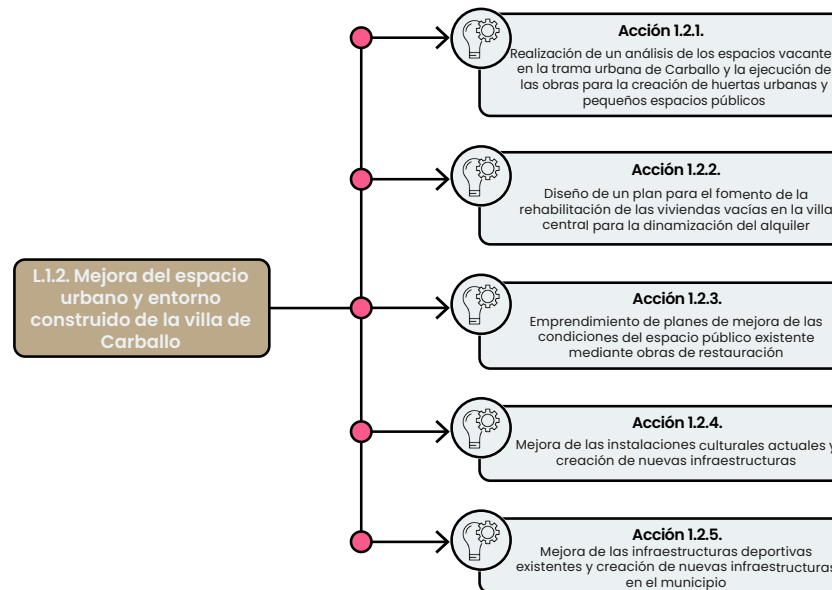 L.1.2. Mejora del espacio
urbano y entorno
construido de la villa de
Carballo
Acción 1.2.1.
Realización de un análisis de los espacios vacante
en la trama urbana de Carballo y la ejecución de
las obras para la creación de huertas urbanas y
pequeños espacios públicos
Acción 1.2.2.
Diseño de un plan para el fomento de la
rehabilitación de las viviendas vacías en la villa
central para la dinamización del alquiler
Acción 1.2.3.
Emprendimiento de planes de mejora de las
condiciones del espacio público existente
mediante obras de restauración
Acción 1.2.4.
Mejora de las instalaciones culturales actuales y
creación de nuevas infraestructuras
Acción 1.2.5.
Mejora de las infraestructuras deportivas
existentes y creación de nuevas infraestructuras
en el municipio